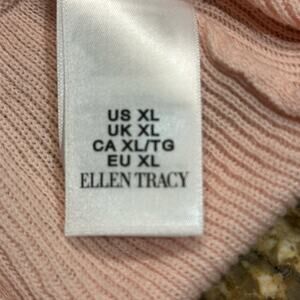 US XL
UK XL
CA XL/TG
EU XL
ELLEN TRACY